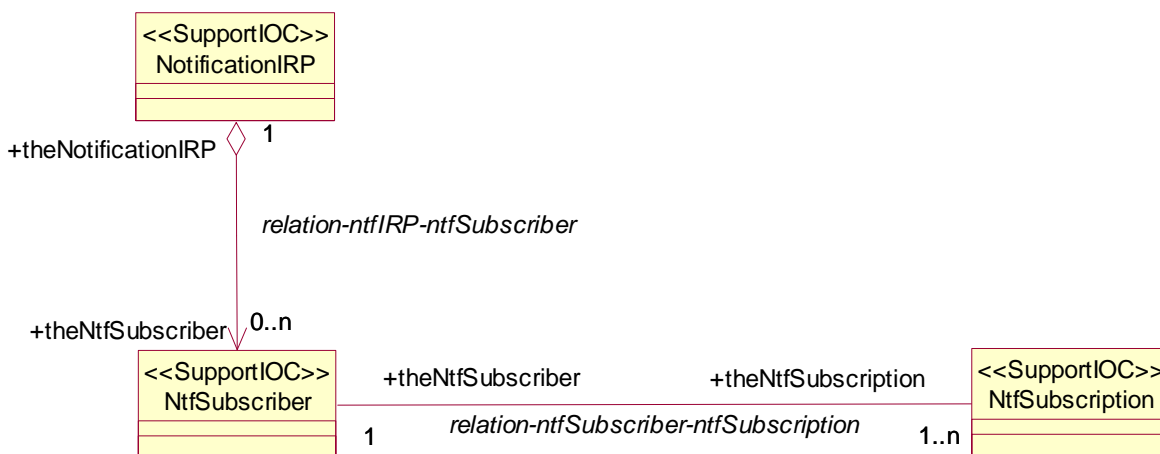 <<SupportIOC>>
NotificationIRP
1
+theNotificationIRP
relation-ntfIRP-ntfSubscriber
0..n
+theNtfSubscriber
<<SupportIOC>>
NtfSubscriber
+theNtfSubscriber
+theNtfSubscription
relation-ntfSubscriber-ntfSubscription
1
1..n
<<SupportIOC>>
NtfSubscription